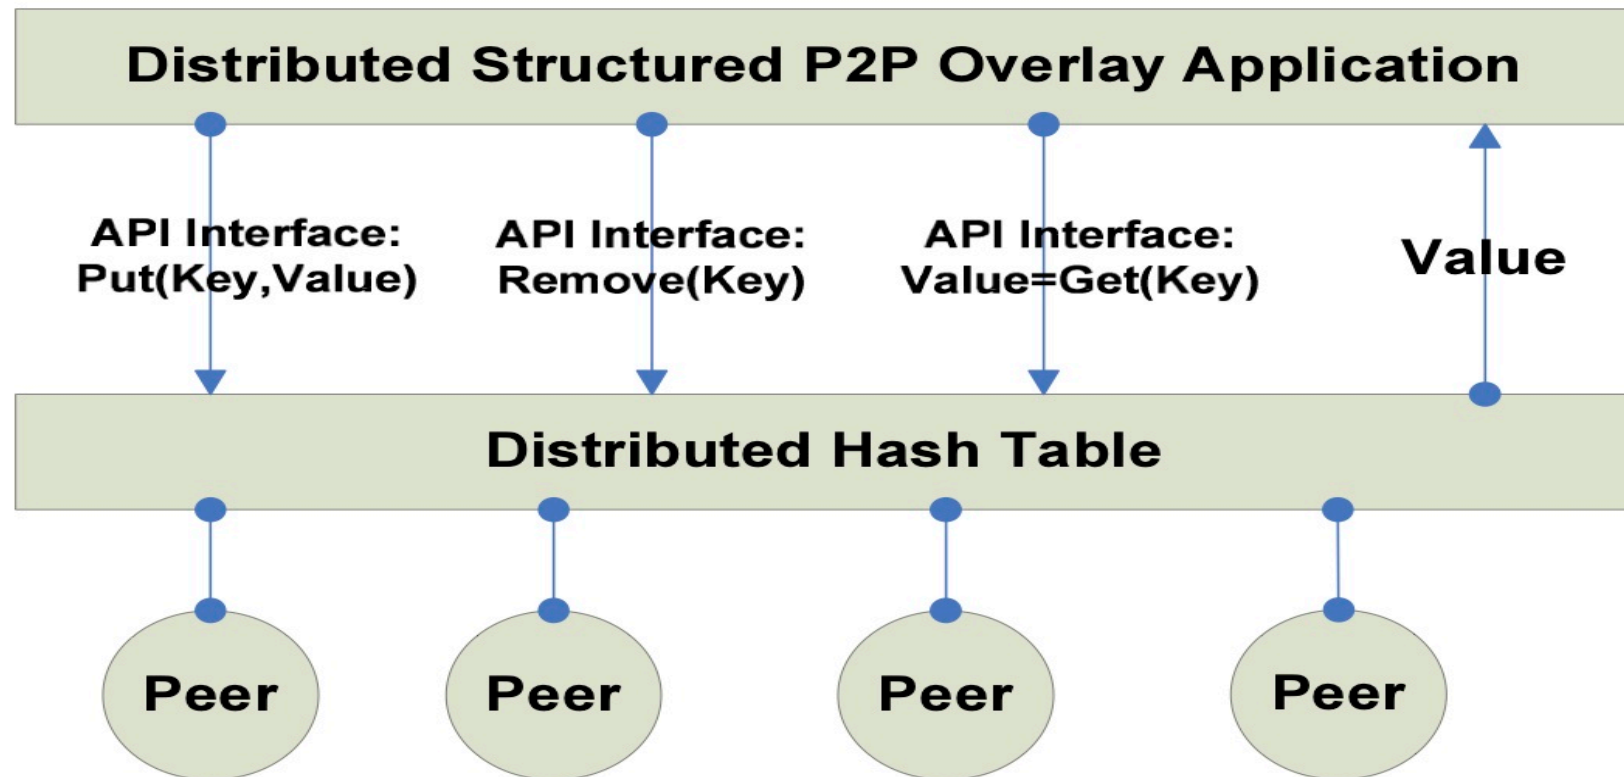 Distributed Structured P2P Overlay Application
API Interface:
Put(Key,Value)
API Interface:
Remove(Key)
API Interface:
Value=Get(Key)
Value
Distributed Hash Table
Peer
Peer
Peer
Peer